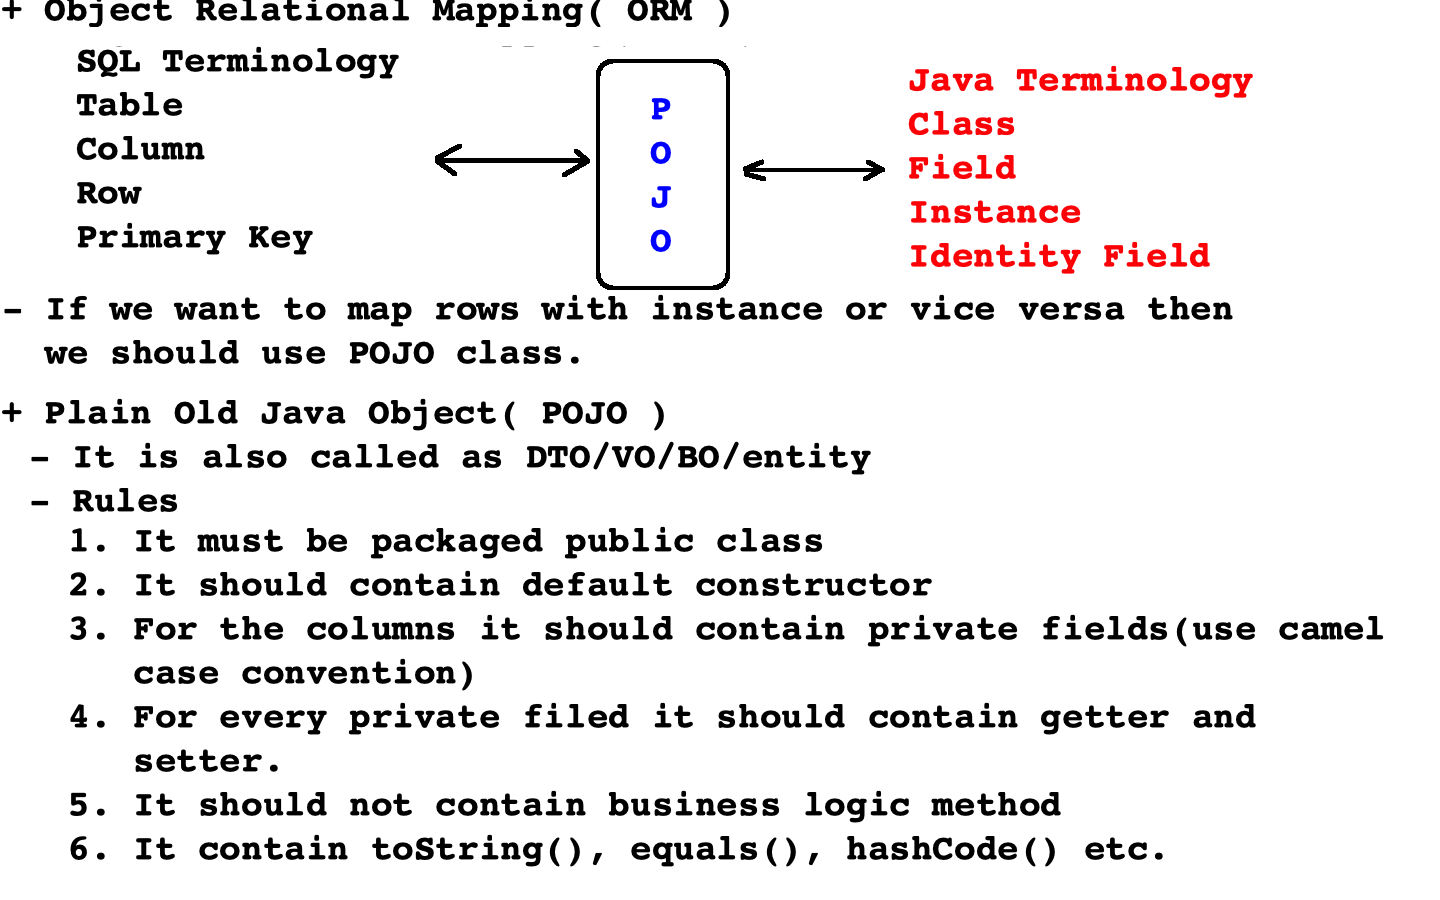 + Object Relational Mapping( ORM )
SQL Terminology
Table
Column
Row
Primary Key
P
O
J
O
Java Terminology
Class
Field
Instance
Identity Field
- If we want to map rows with instance or vice versa then
we should use POJO class.
+ Plain Old Java Object( POJO )
- It is also called as DTO/VO/BO/entity
- Rules
1. It must be packaged public class
2. It should contain default constructor
3. For the columns it should contain private fields(use camel
case convention)
4. For every private filed it should contain getter and
setter.
5. It should not contain business logic method
6. It contain toString(), equals(), hashCode() etc.